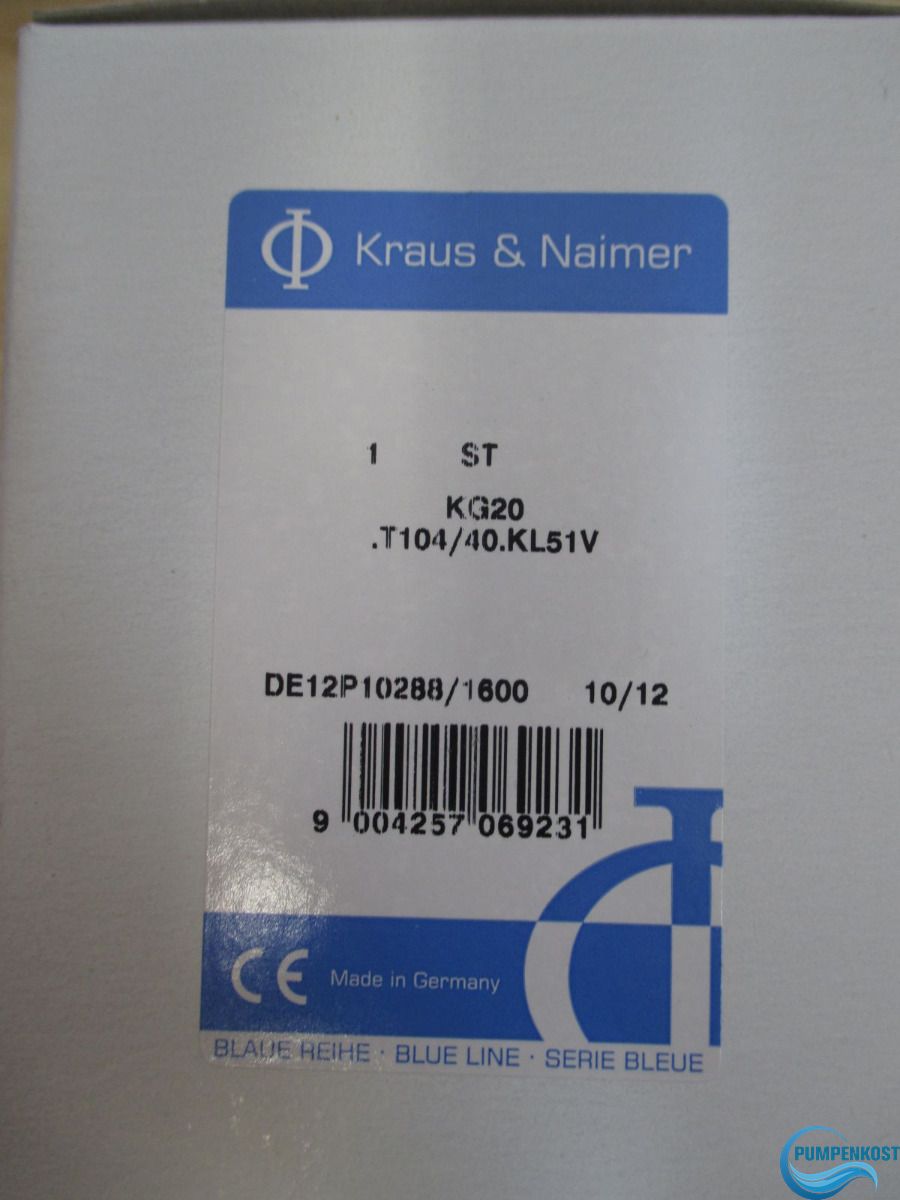 Kraus & Naimer
1 ST
KG20
.T104/40.KL51V
DE12P10288/1600 10/12
9 004257 069231
CE Made in Germany
BLAUE REIHE · BLUE LINE · SERIE BLEUE
PUMPENKOST